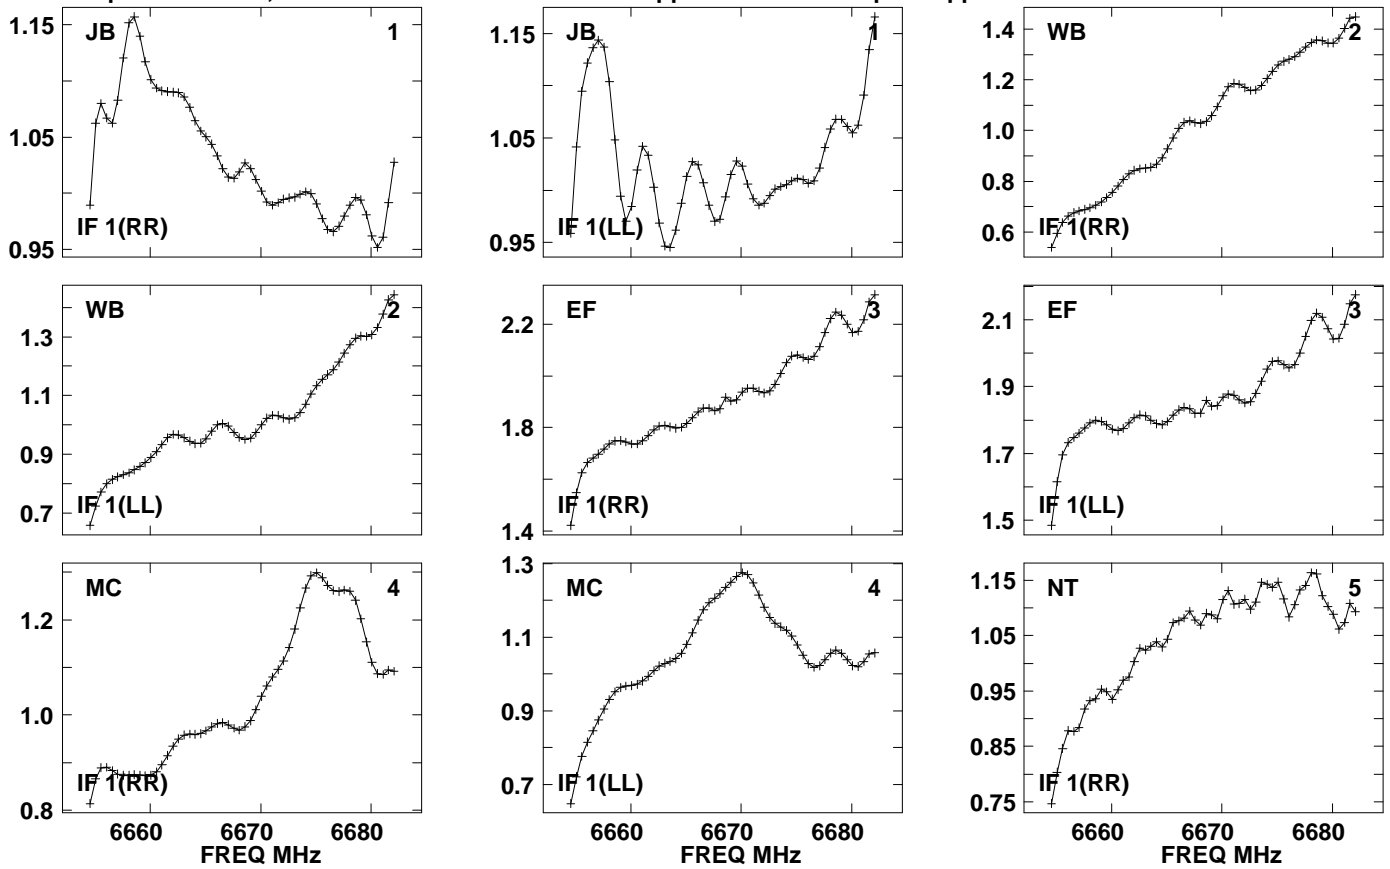 JB 1
1.15
1.05
0.95
IF 1(RR)
JB 1
1.15
1.05
0.95
IF 1(LL)
WB 2
1.4
1.2
1.0
0.8
0.6
IF 1(RR)
WB 2
1.3
1.1
0.9
0.7
IF 1(LL)
EF 3
2.2
1.8
1.4
IF 1(RR)
EF 3
2.1
1.9
1.7
1.5
IF 1(LL)
MC 4
1.2
1.0
0.8
IF 1(RR)
6660 6670 6680
FREQ MHz
MC 4
1.3
1.1
0.9
0.7
IF 1(LL)
6660 6670 6680
FREQ MHz
NT 5
1.15
1.05
0.95
0.85
0.75
IF 1(RR)
6660 6670 6680
FREQ MHz